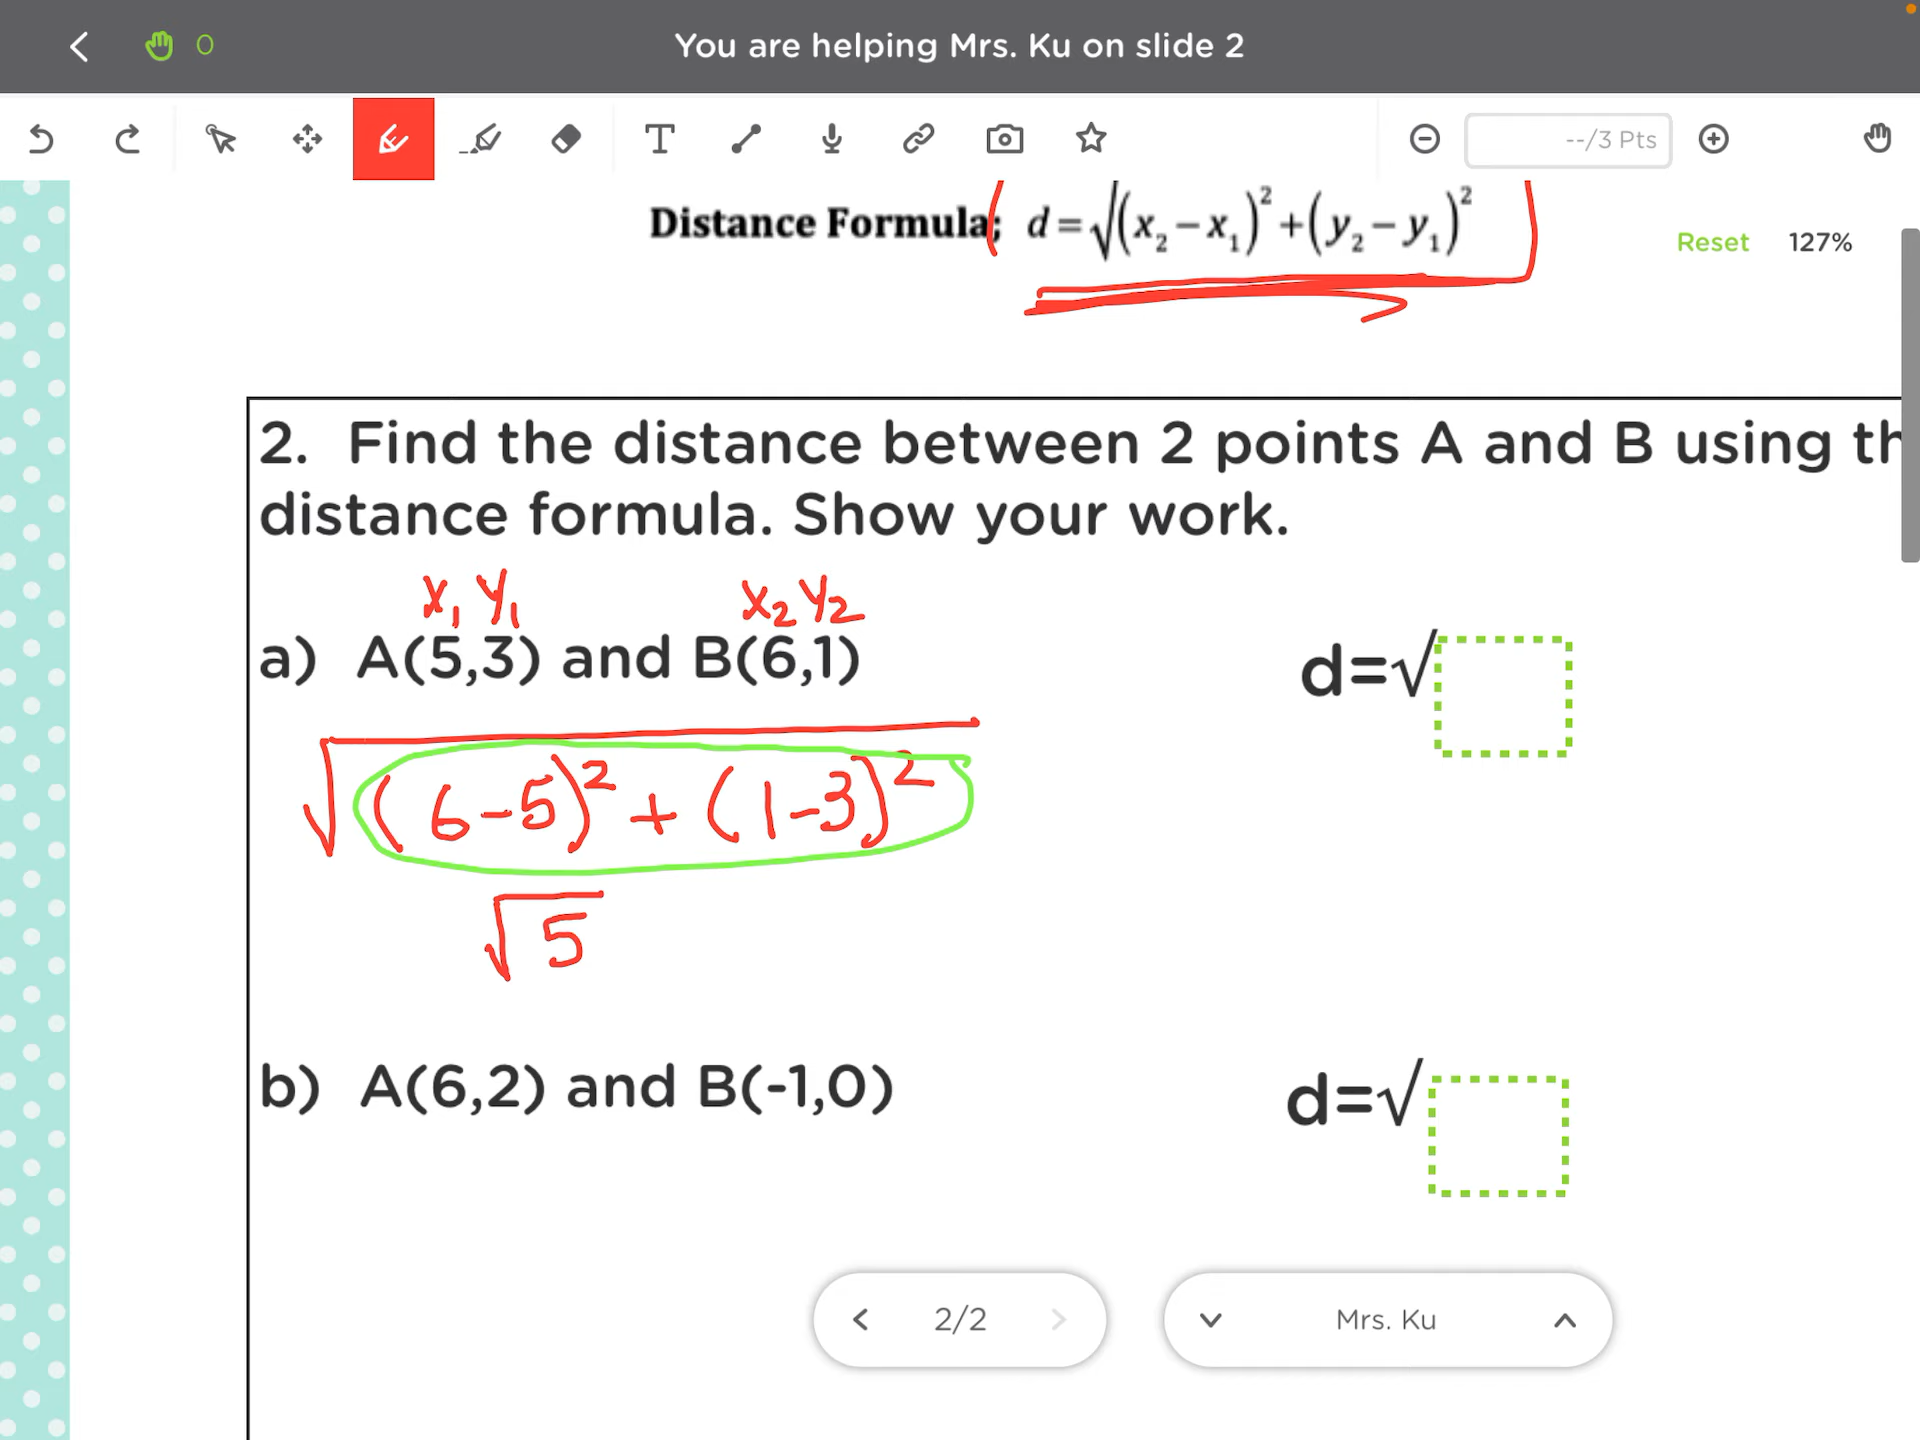 0 You are helping Mrs. Ku on slide 2
T --/3 Pts
Distance Formula; d=√(x₂−x₁)²+(y₂−y₁)²
Reset 127%
2. Find the distance between 2 points A and B using th
distance formula. Show your work.
x₁ y₁ x₂ y₂
a) A(5,3) and B(6,1) d=√
√(6−5)²+(1−3)²
√5
b) A(6,2) and B(-1,0) d=√
2/2 Mrs. Ku